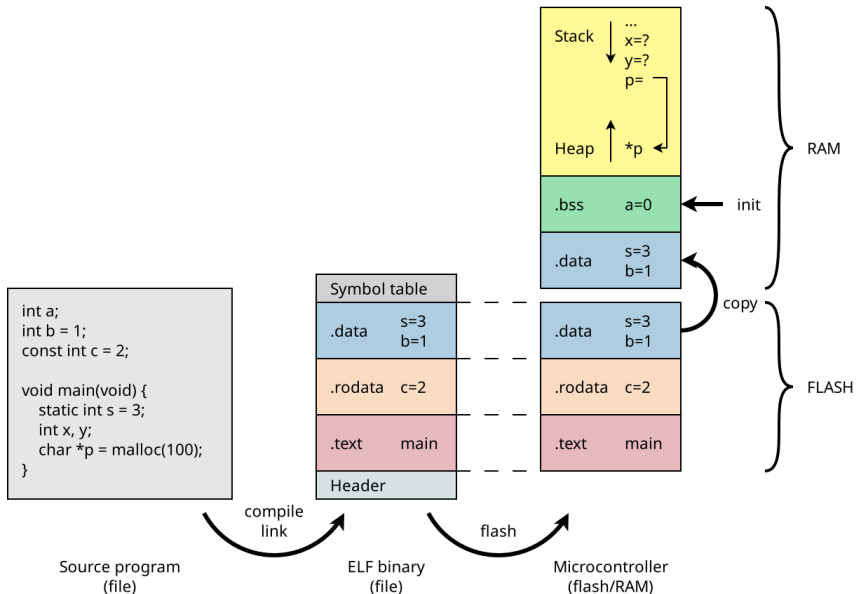 Stack
...
x=?
y=?
p=
Heap *p
.bss a=0
init
.data s=3
b=1
RAM
int a;
int b = 1;
const int c = 2;
void main(void) {
static int s = 3;
int x, y;
char *p = malloc(100);
}
Symbol table
.data s=3
b=1
.rodata c=2
.text main
Header
.data s=3
b=1
.rodata c=2
.text main
copy
FLASH
compile
link
flash
Source program
(file)
ELF binary
(file)
Microcontroller
(flash/RAM)